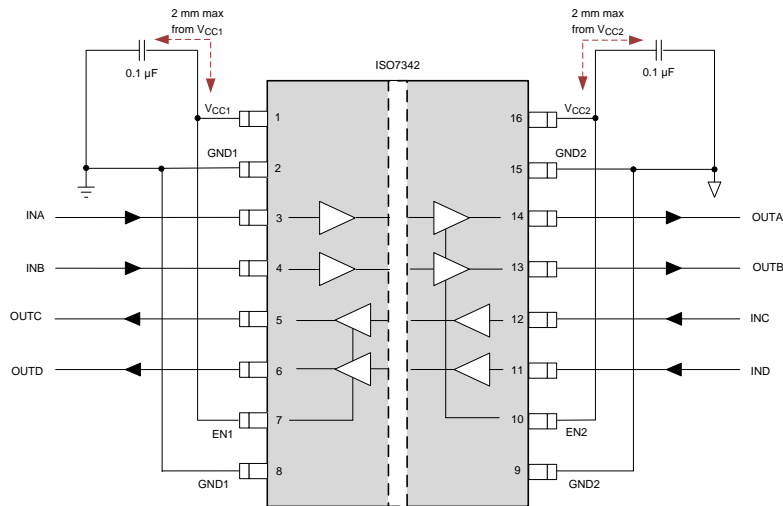 2 mm max
from VCC1
2 mm max
from VCC2
0.1 µF
ISO7342
0.1 µF
VCC1
1
16
VCC2
GND1
2
15
GND2
INA
3
14
OUTA
INB
4
13
OUTB
OUTC
5
12
INC
OUTD
6
11
IND
EN1
7
10
EN2
8
9
GND1
GND2